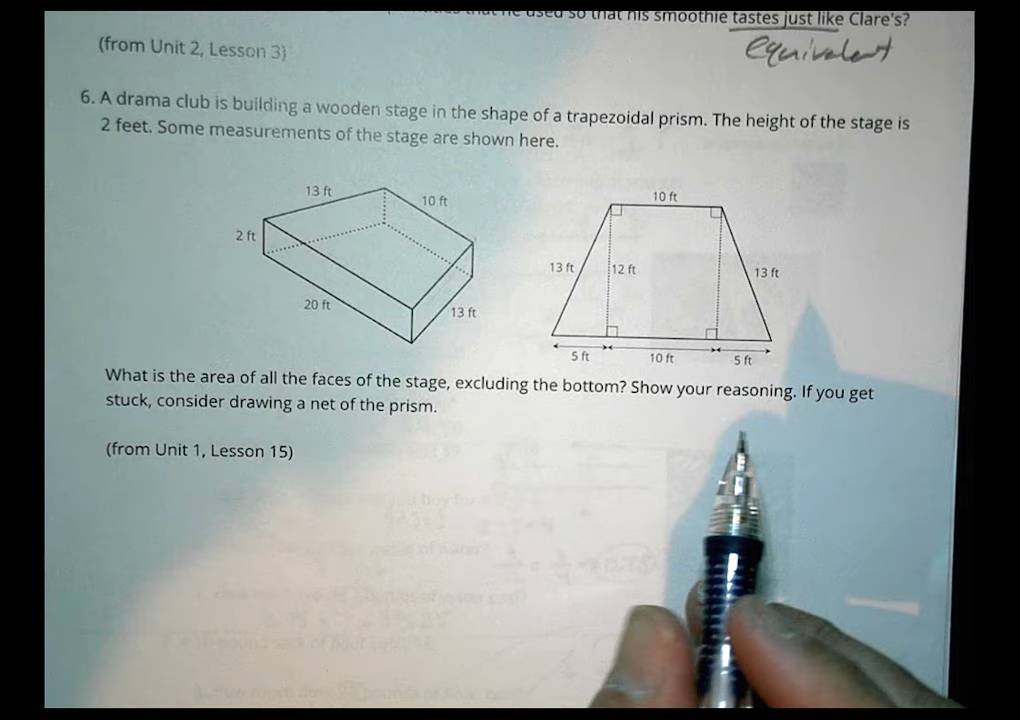 that he used so that his smoothie tastes just like Clare's?
equivalent
(from Unit 2, Lesson 3)
6. A drama club is building a wooden stage in the shape of a trapezoidal prism. The height of the stage is
2 feet. Some measurements of the stage are shown here.
13 ft
10 ft
2 ft
20 ft
13 ft
10 ft
13 ft
12 ft
13 ft
5 ft
10 ft
5 ft
What is the area of all the faces of the stage, excluding the bottom? Show your reasoning. If you get
stuck, consider drawing a net of the prism.
(from Unit 1, Lesson 15)